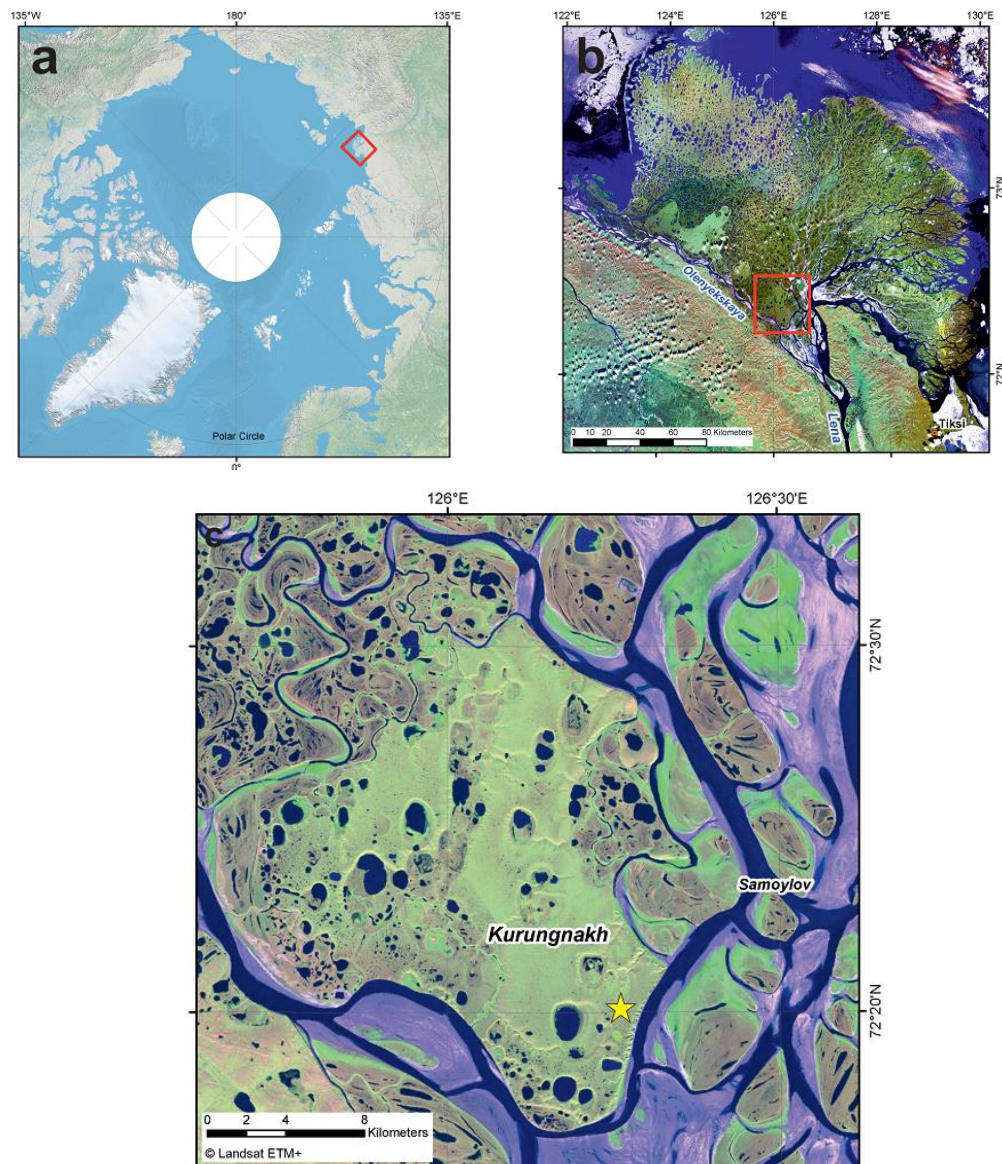 135°W
180°
135°E
a
Polar Circle
0°
122°E
124°E
126°E
128°E
130°E
b
73°N
Olenyekskaya
72°N
Lena
Tiksi
0 10 20 40 60 80 Kilometers
126°E
126°30'E
c
72°30'N
Samoylov
Kurungnakh
72°20'N
0 2 4 8
Kilometers
© Landsat ETM+